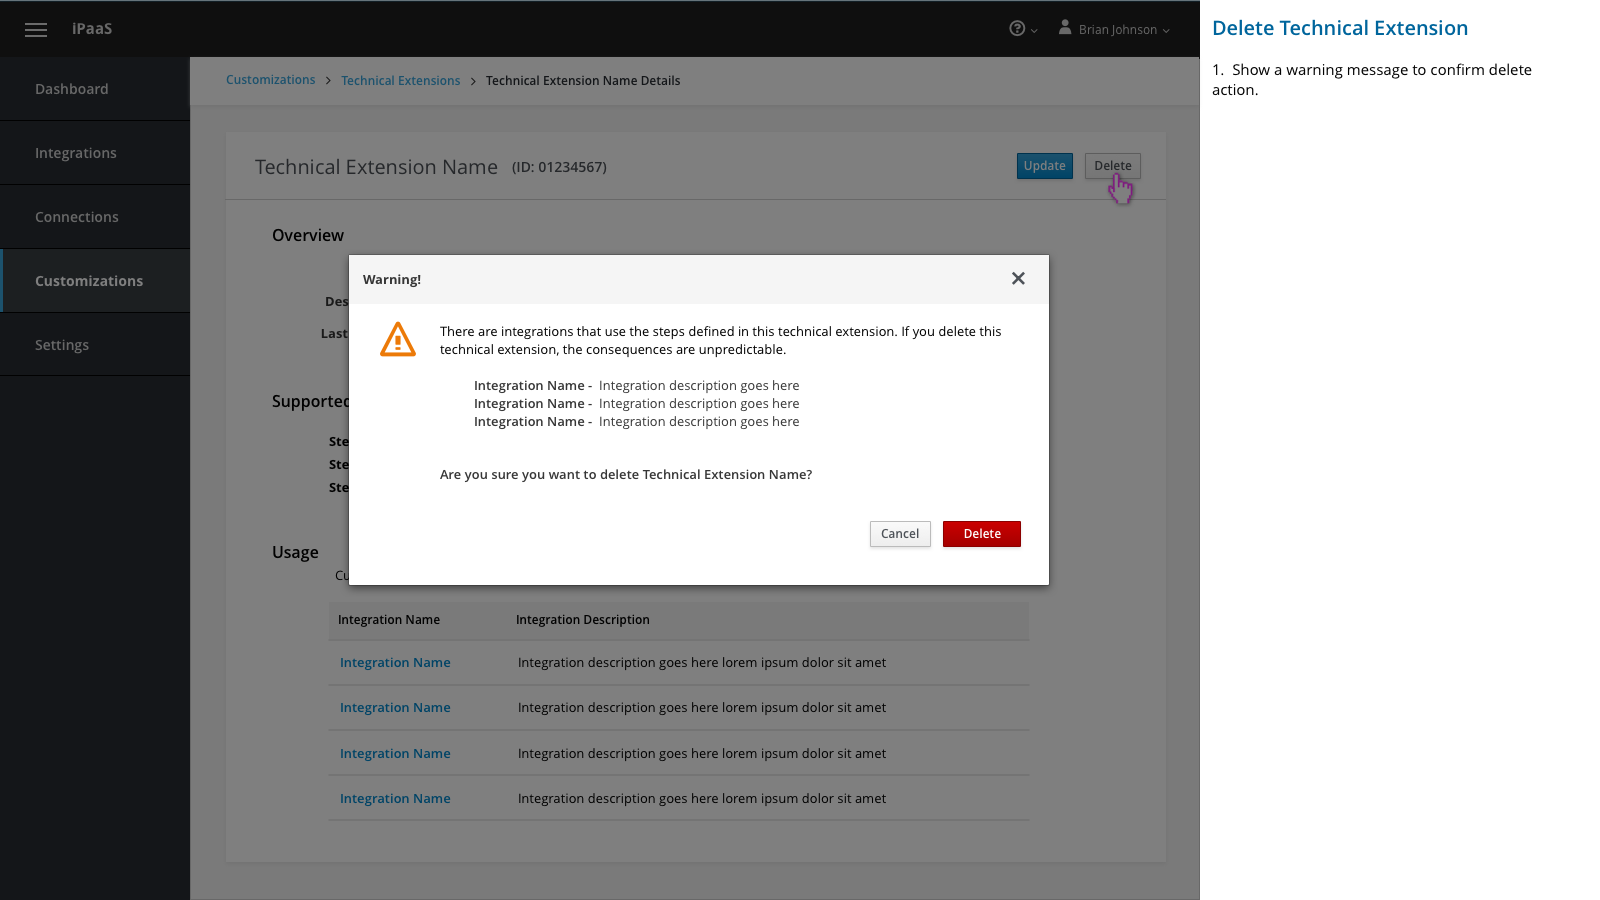 iPaaS
Brian Johnson
Dashboard
Integrations
Connections
Customizations
Settings
Customizations > Technical Extensions > Technical Extension Name Details
Technical Extension Name (ID: 01234567)
Update
Delete
Overview
Des
Last
Supported
Ste
Ste
Ste
Usage
Cu
Warning!
There are integrations that use the steps defined in this technical extension. If you delete this
technical extension, the consequences are unpredictable.
Integration Name - Integration description goes here
Integration Name - Integration description goes here
Integration Name - Integration description goes here
Are you sure you want to delete Technical Extension Name?
Cancel
Delete
Integration Name Integration Description
Integration Name Integration description goes here lorem ipsum dolor sit amet
Integration Name Integration description goes here lorem ipsum dolor sit amet
Integration Name Integration description goes here lorem ipsum dolor sit amet
Integration Name Integration description goes here lorem ipsum dolor sit amet
Delete Technical Extension
1. Show a warning message to confirm delete
action.